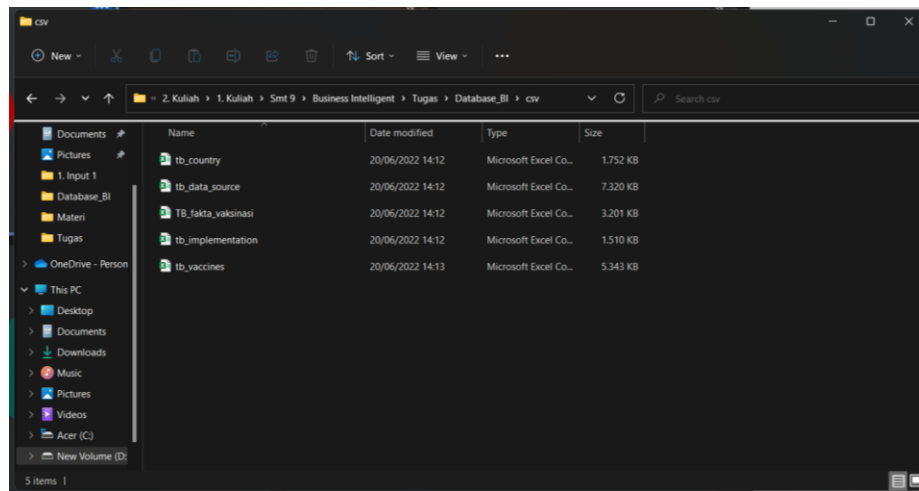 csv
New
Sort
View
2. Kuliah > 1. Kuliah > Smt 9 > Business Intelligent > Tugas > Database_BI > csv
Search csv
Name Date modified Type Size
tb_country 20/06/2022 14:12 Microsoft Excel Co... 1.752 KB
tb_data_source 20/06/2022 14:12 Microsoft Excel Co... 7.320 KB
TB_fakta_vaksinasi 20/06/2022 14:12 Microsoft Excel Co... 3.201 KB
tb_implementation 20/06/2022 14:12 Microsoft Excel Co... 1.510 KB
tb_vaccines 20/06/2022 14:13 Microsoft Excel Co... 5.343 KB
Documents
Pictures
1. Input 1
Database_BI
Materi
Tugas
OneDrive - Person
This PC
Desktop
Documents
Downloads
Music
Pictures
Videos
Acer (C:)
New Volume (D:
5 items